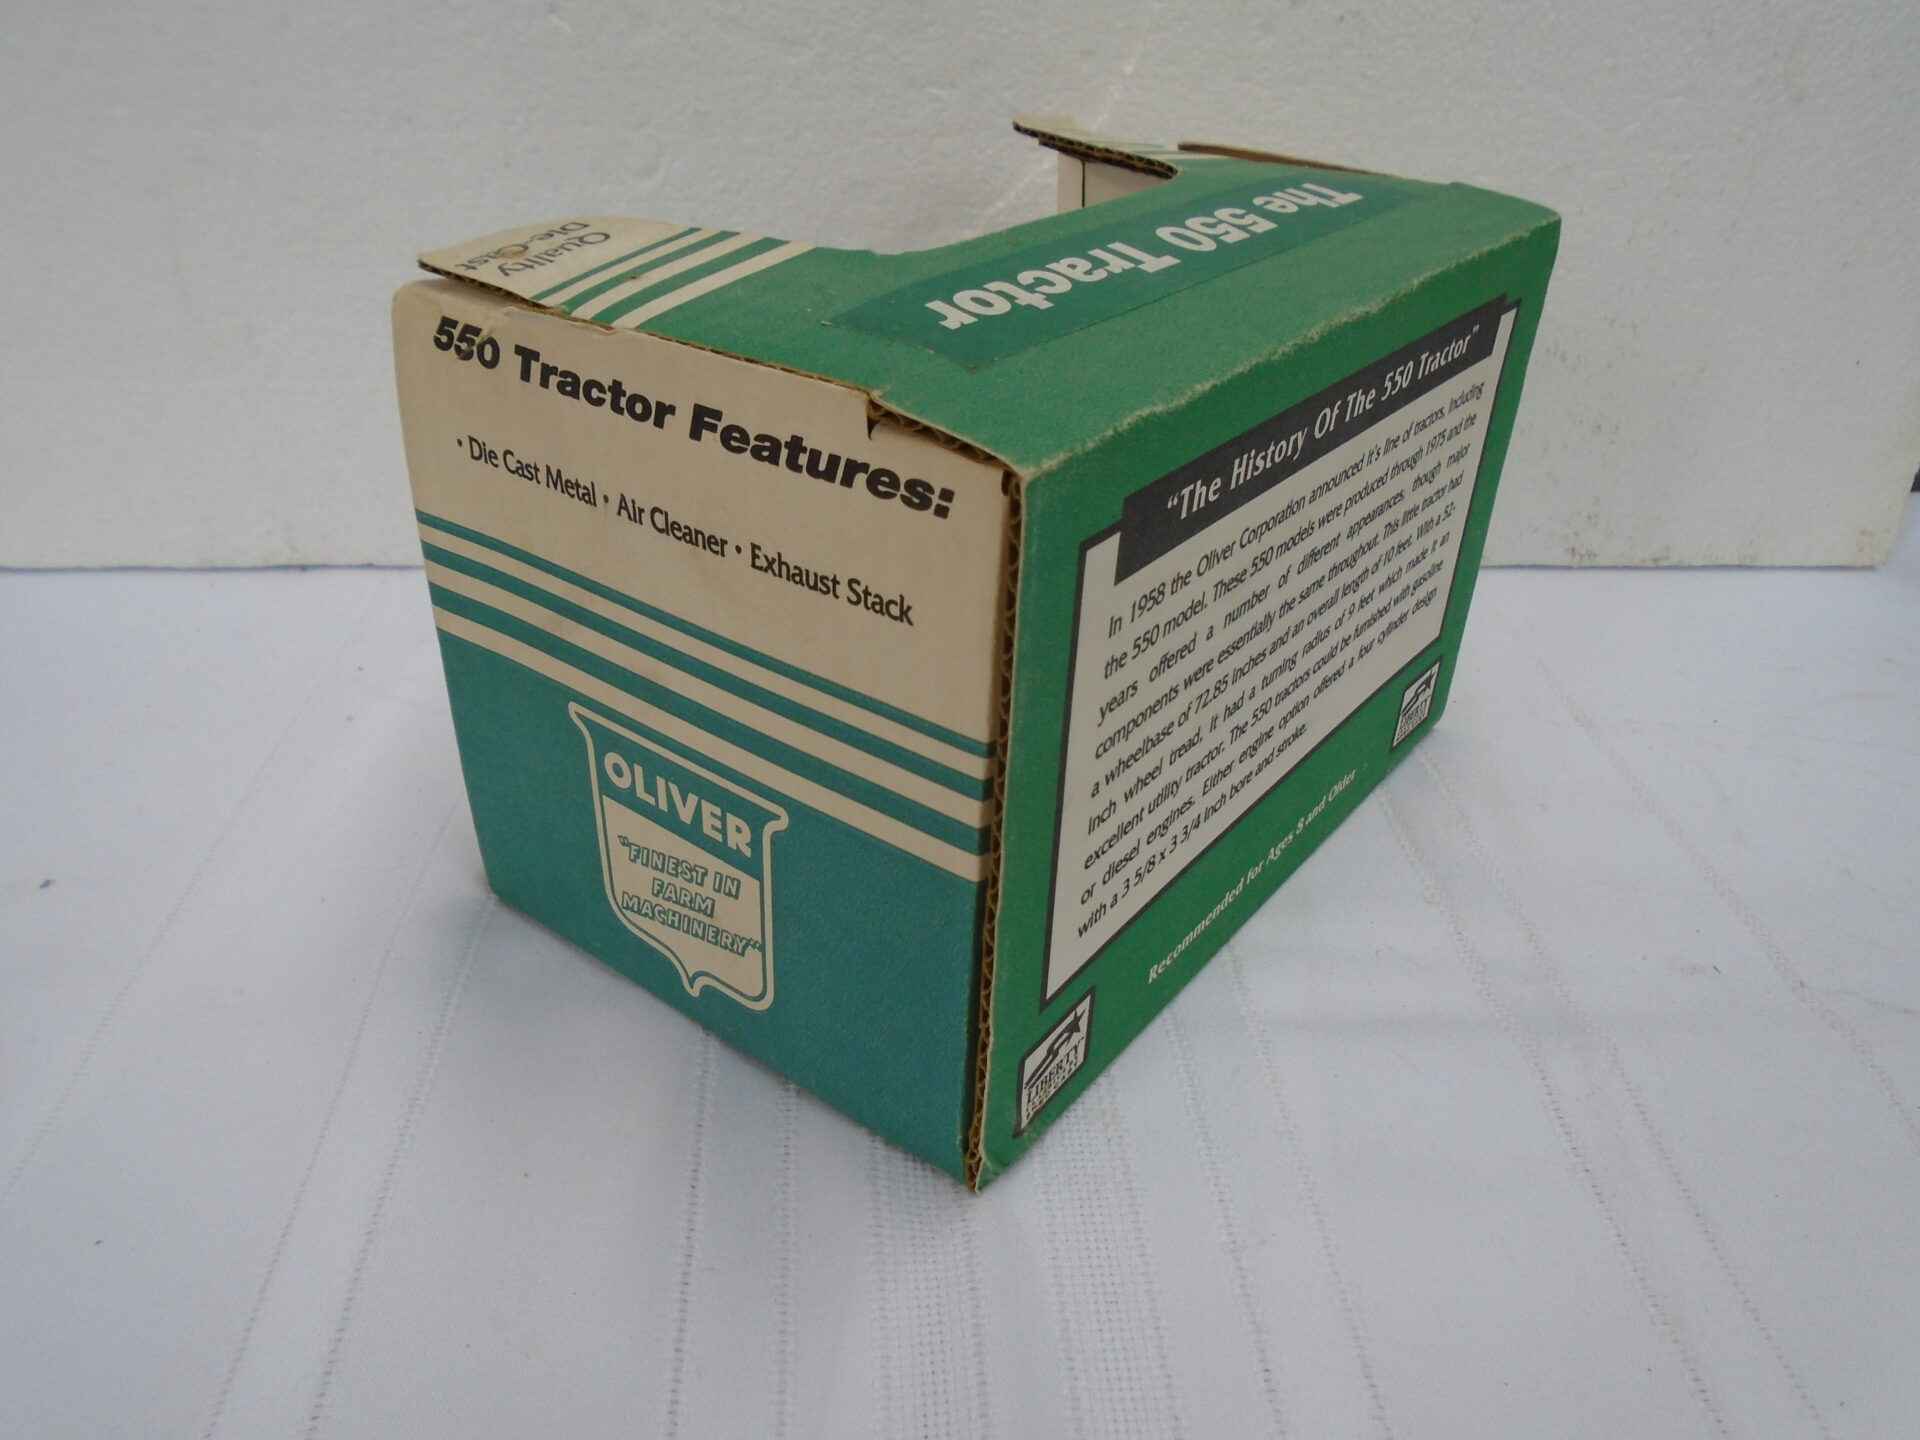 Quality
Die-Cast
The 550 Tractor
550 Tractor Features:
• Die Cast Metal • Air Cleaner • Exhaust Stack
OLIVER
"FINEST IN
FARM
MACHINERY"
"The History Of The 550 Tractor"
In 1958 the Oliver Corporation announced it's line of tractors, including
the 550 model. These 550 models were produced through 1975 and the
years offered a number of different appearances, though major
components were essentially the same throughout. This little tractor had
a wheelbase of 72.85 inches and an overall length of 10 feet. With a 52-
inch wheel tread, it had a turning radius of 9 feet which made it an
excellent utility tractor. The 550 tractors could be furnished with gasoline
or diesel engines. Either engine option offered a four cylinder design
with a 3 5/8 x 3 3/4 inch bore and stroke.
Recommended for Ages 8 and Older
LIBERTY
LIBERTY